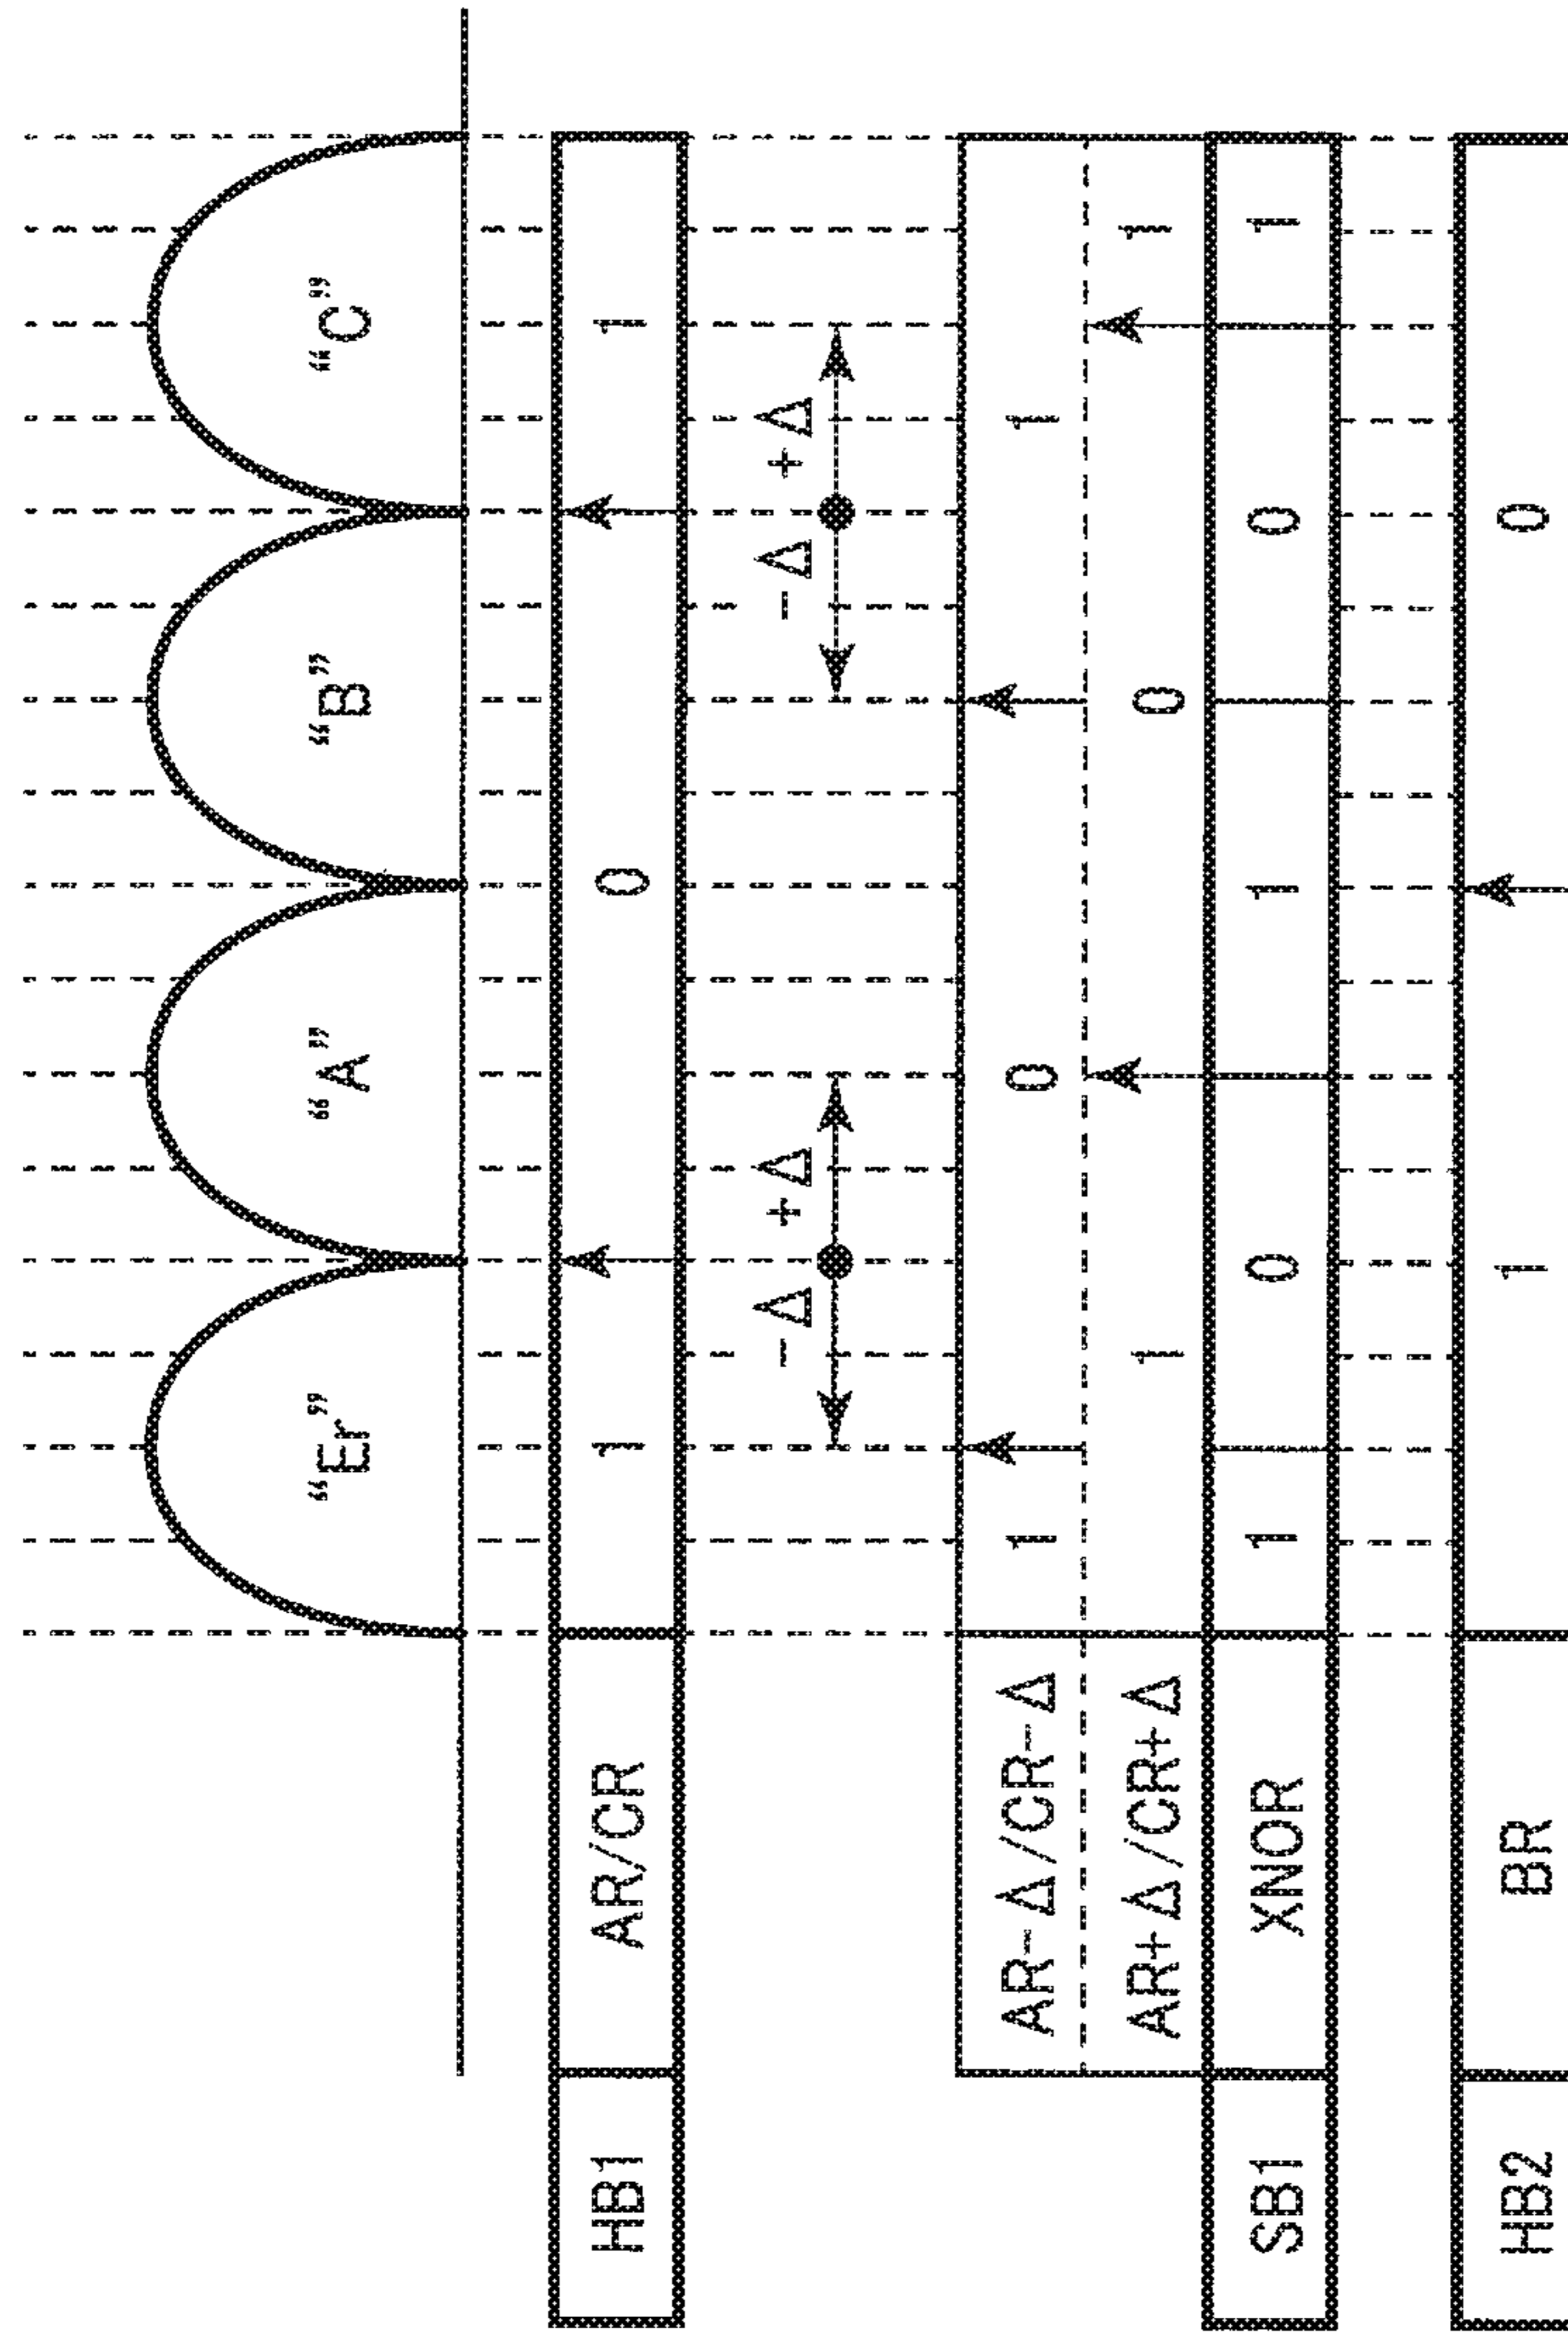 “Er” “A” “B” “C”
HB1 AR/CR 1 0 1
-Δ +Δ -Δ +Δ
AR-Δ/CR-Δ 1 0 1
AR+Δ/CR+Δ 1 0 1
SB1 XNOR 1 0 1 0 1
HB2 BR 1 0